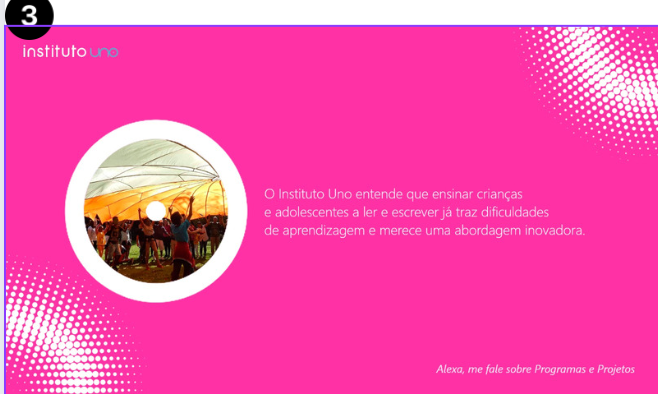 3
instituto uno
O Instituto Uno entende que ensinar crianças
e adolescentes a ler e escrever já traz dificuldades
de aprendizagem e merece uma abordagem inovadora.
Alexa, me fale sobre Programas e Projetos